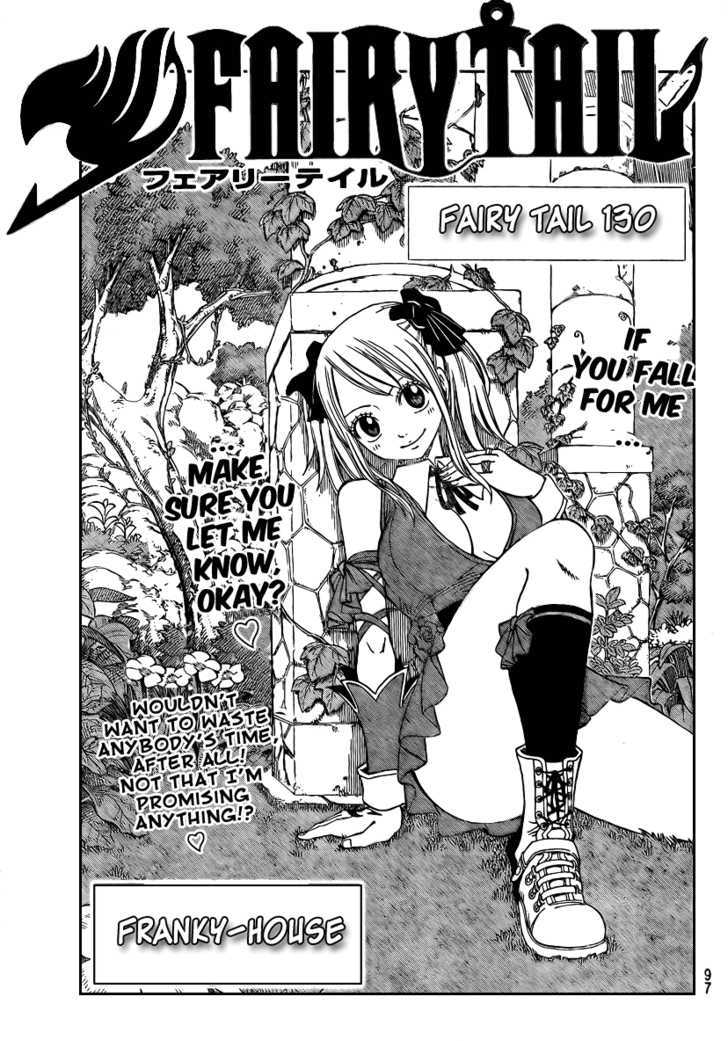 FAIRY TAIL
フェアリーテイル
FAIRY TAIL 130
IF
YOU FALL
FOR ME
...
...
MAKE
SURE YOU
LET ME
KNOW,
OKAY?
♡
WOULDN'T
WANT TO WASTE
ANYBODY'S TIME,
AFTER ALL!
NOT THAT I'M
PROMISING
ANYTHING!?
♡
FRANKY-HOUSE
97